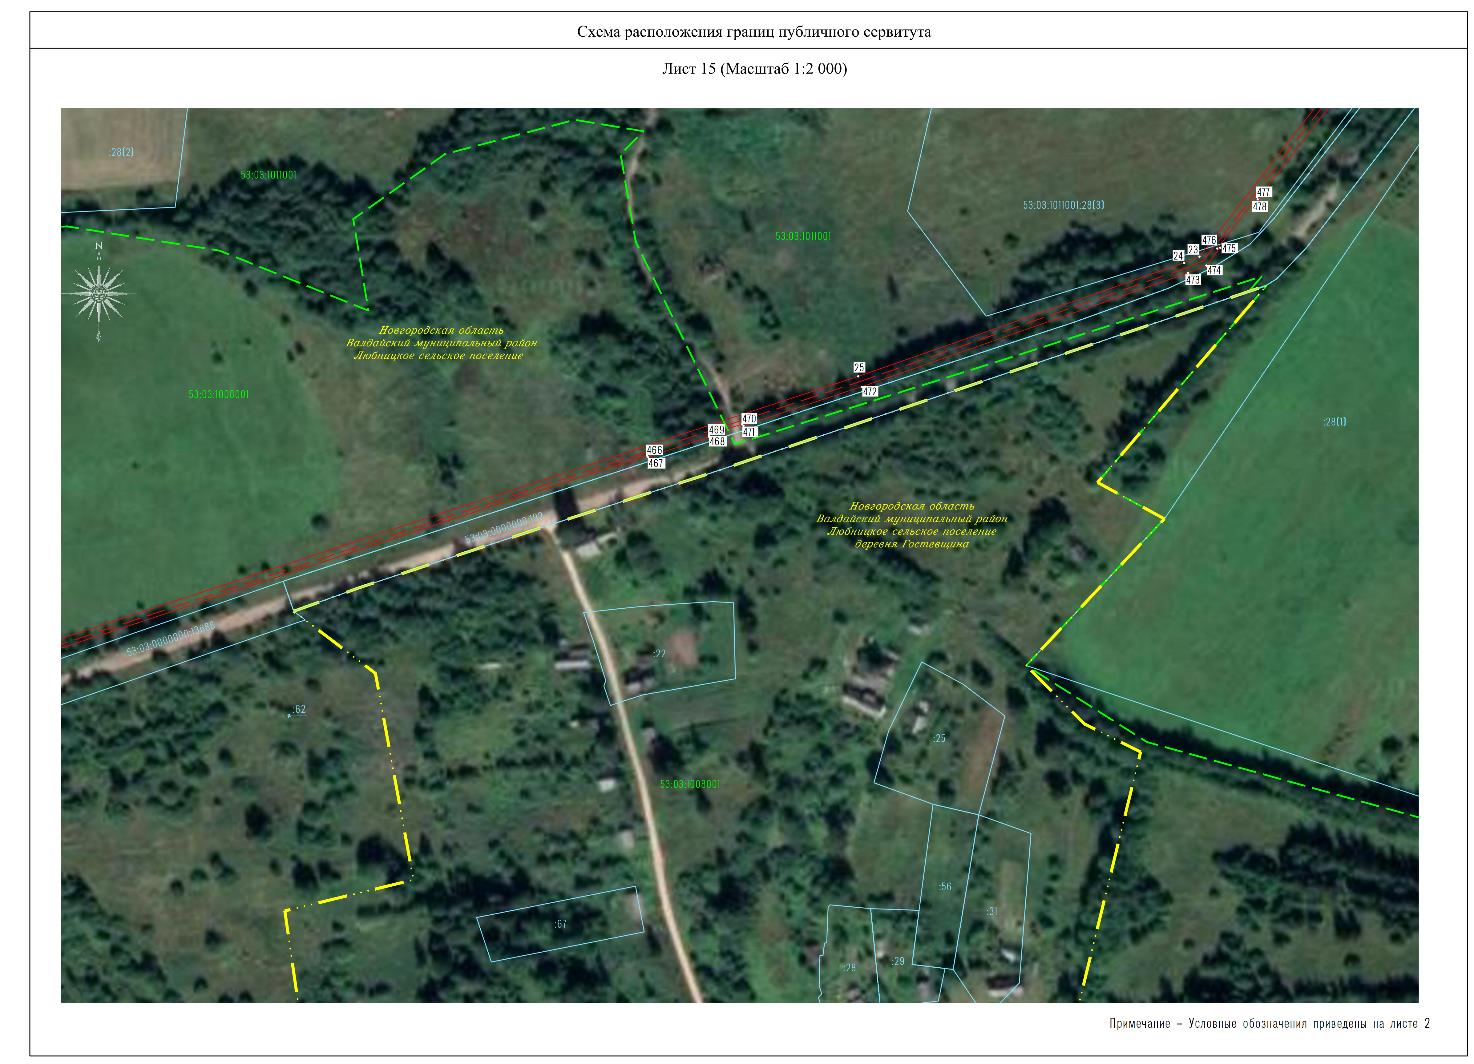 Схема расположения границ публичного сервитута
Лист 15 (Масштаб 1:2 000)
:28(2)
53:03:1011001
53:03:1011001:28(3)
477
478
53:03:1011001
476
23
475
24
474
473
N
Новгородская область
Валдайский муниципальный район
Любницкое сельское поселение
25
472
53:03:1008001
470
469
471
468
466
467
:28(1)
Новгородская область
Валдайский муниципальный район
Любницкое сельское поселение
деревня Гостевщина
:22
:62
:25
53:03:1008001
:56
:31
:67
:29
:28
Примечание – Условные обозначения приведены на листе 2